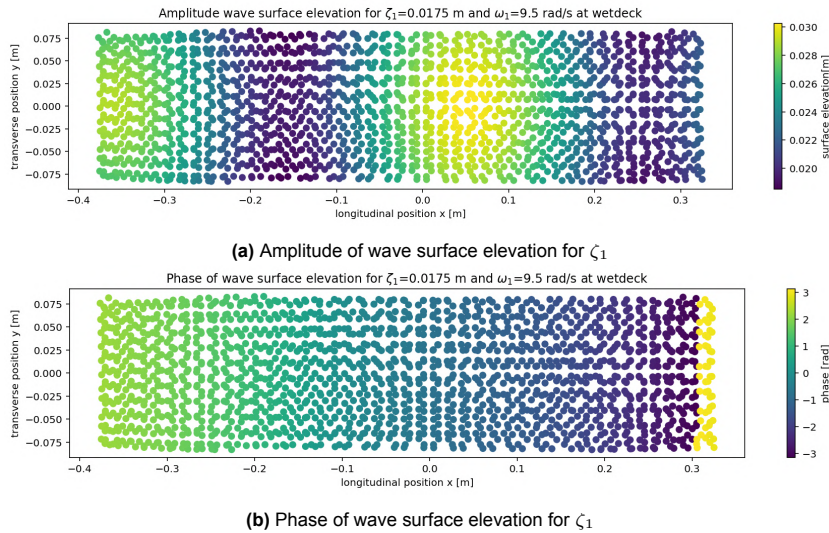 Amplitude wave surface elevation for ζ₁=0.0175 m and ω₁=9.5 rad/s at wetdeck
transverse position y [m]
0.075
0.050
0.025
0.000
−0.025
−0.050
−0.075
−0.4 −0.3 −0.2 −0.1 0.0 0.1 0.2 0.3
longitudinal position x [m]
0.030
0.028
0.026
0.024
0.022
0.020
surface elevation[m]
(a) Amplitude of wave surface elevation for ζ₁
Phase of wave surface elevation for ζ₁=0.0175 m and ω₁=9.5 rad/s at wetdeck
transverse position y [m]
0.075
0.050
0.025
0.000
−0.025
−0.050
−0.075
−0.4 −0.3 −0.2 −0.1 0.0 0.1 0.2 0.3
longitudinal position x [m]
3
2
1
0
−1
−2
−3
phase [rad]
(b) Phase of wave surface elevation for ζ₁